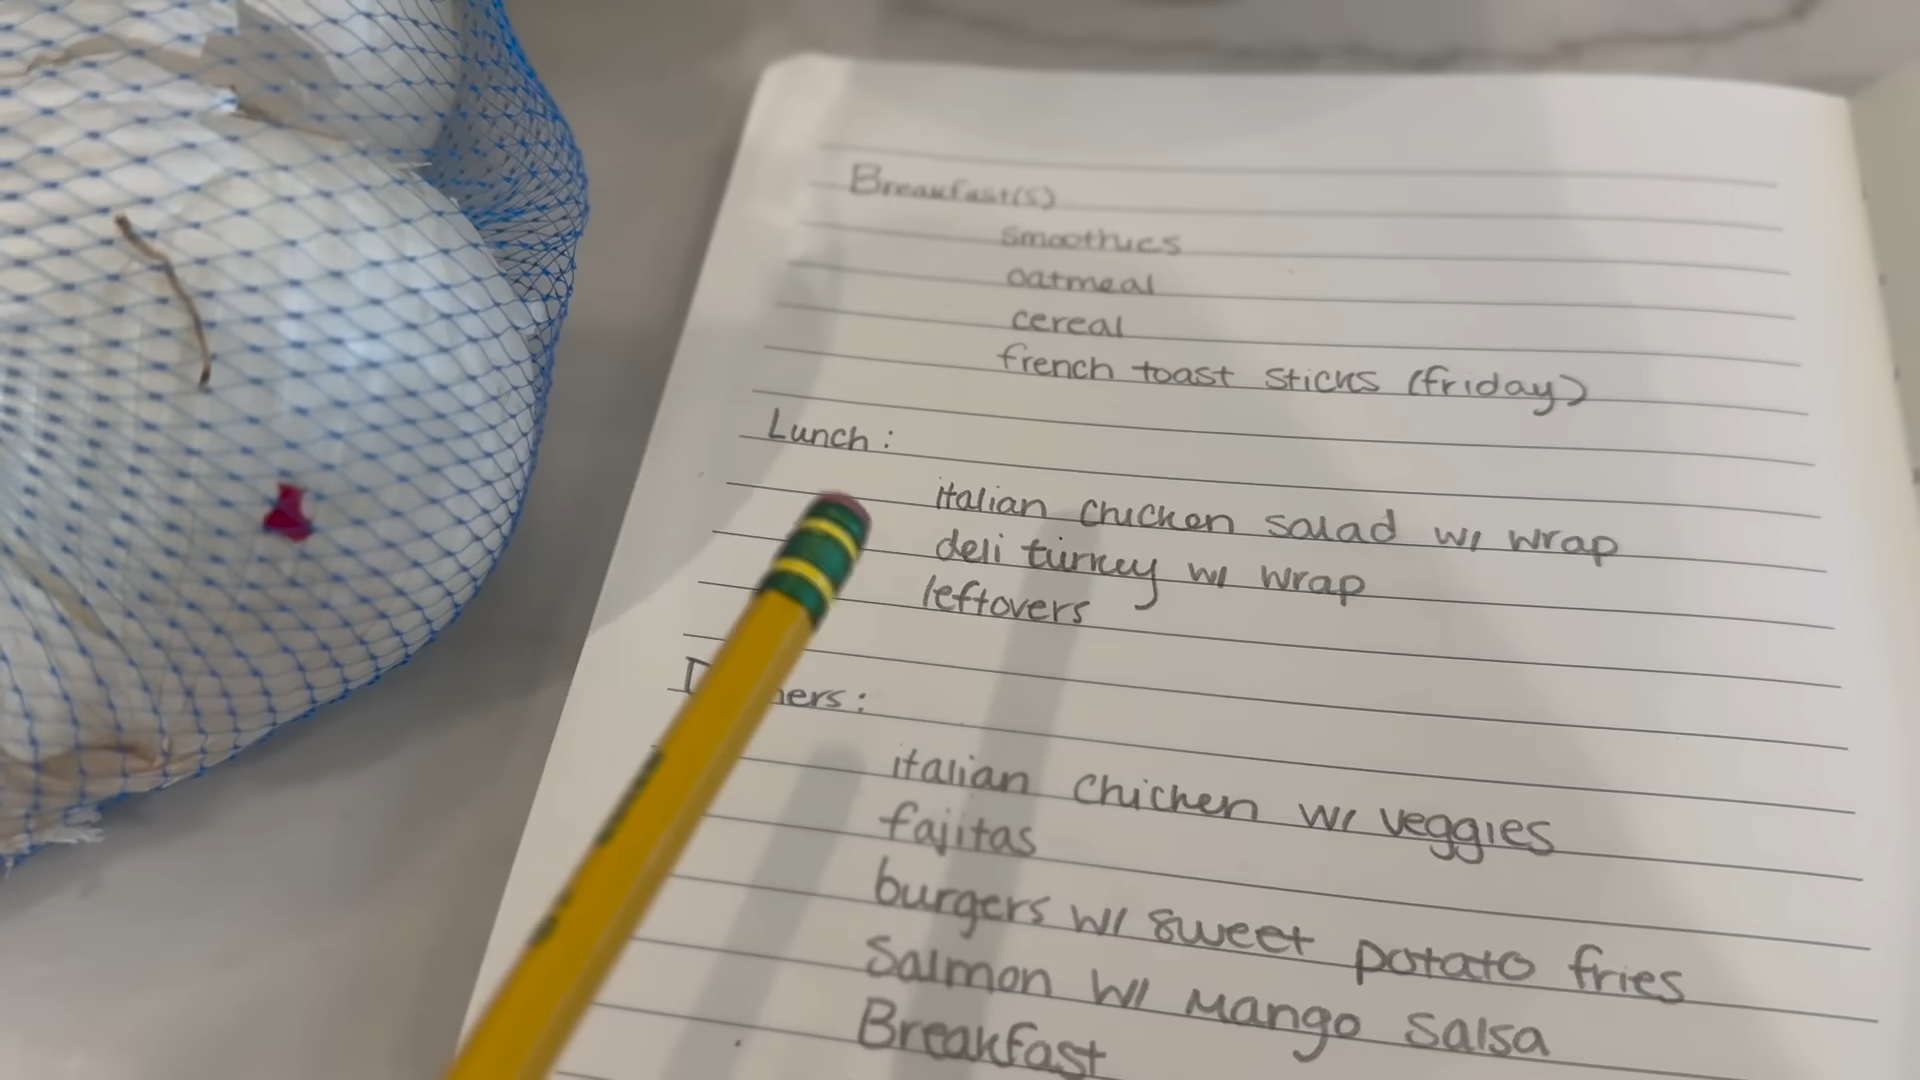 Breakfast(s)
smoothies
oatmeal
cereal
french toast sticks (friday)
Lunch:
italian chicken salad w/ wrap
deli turkey w/ wrap
leftovers
italian chicken w/ veggies
fajitas
burgers w/ sweet potato fries
Salmon w/ Mango Salsa
Breakfast